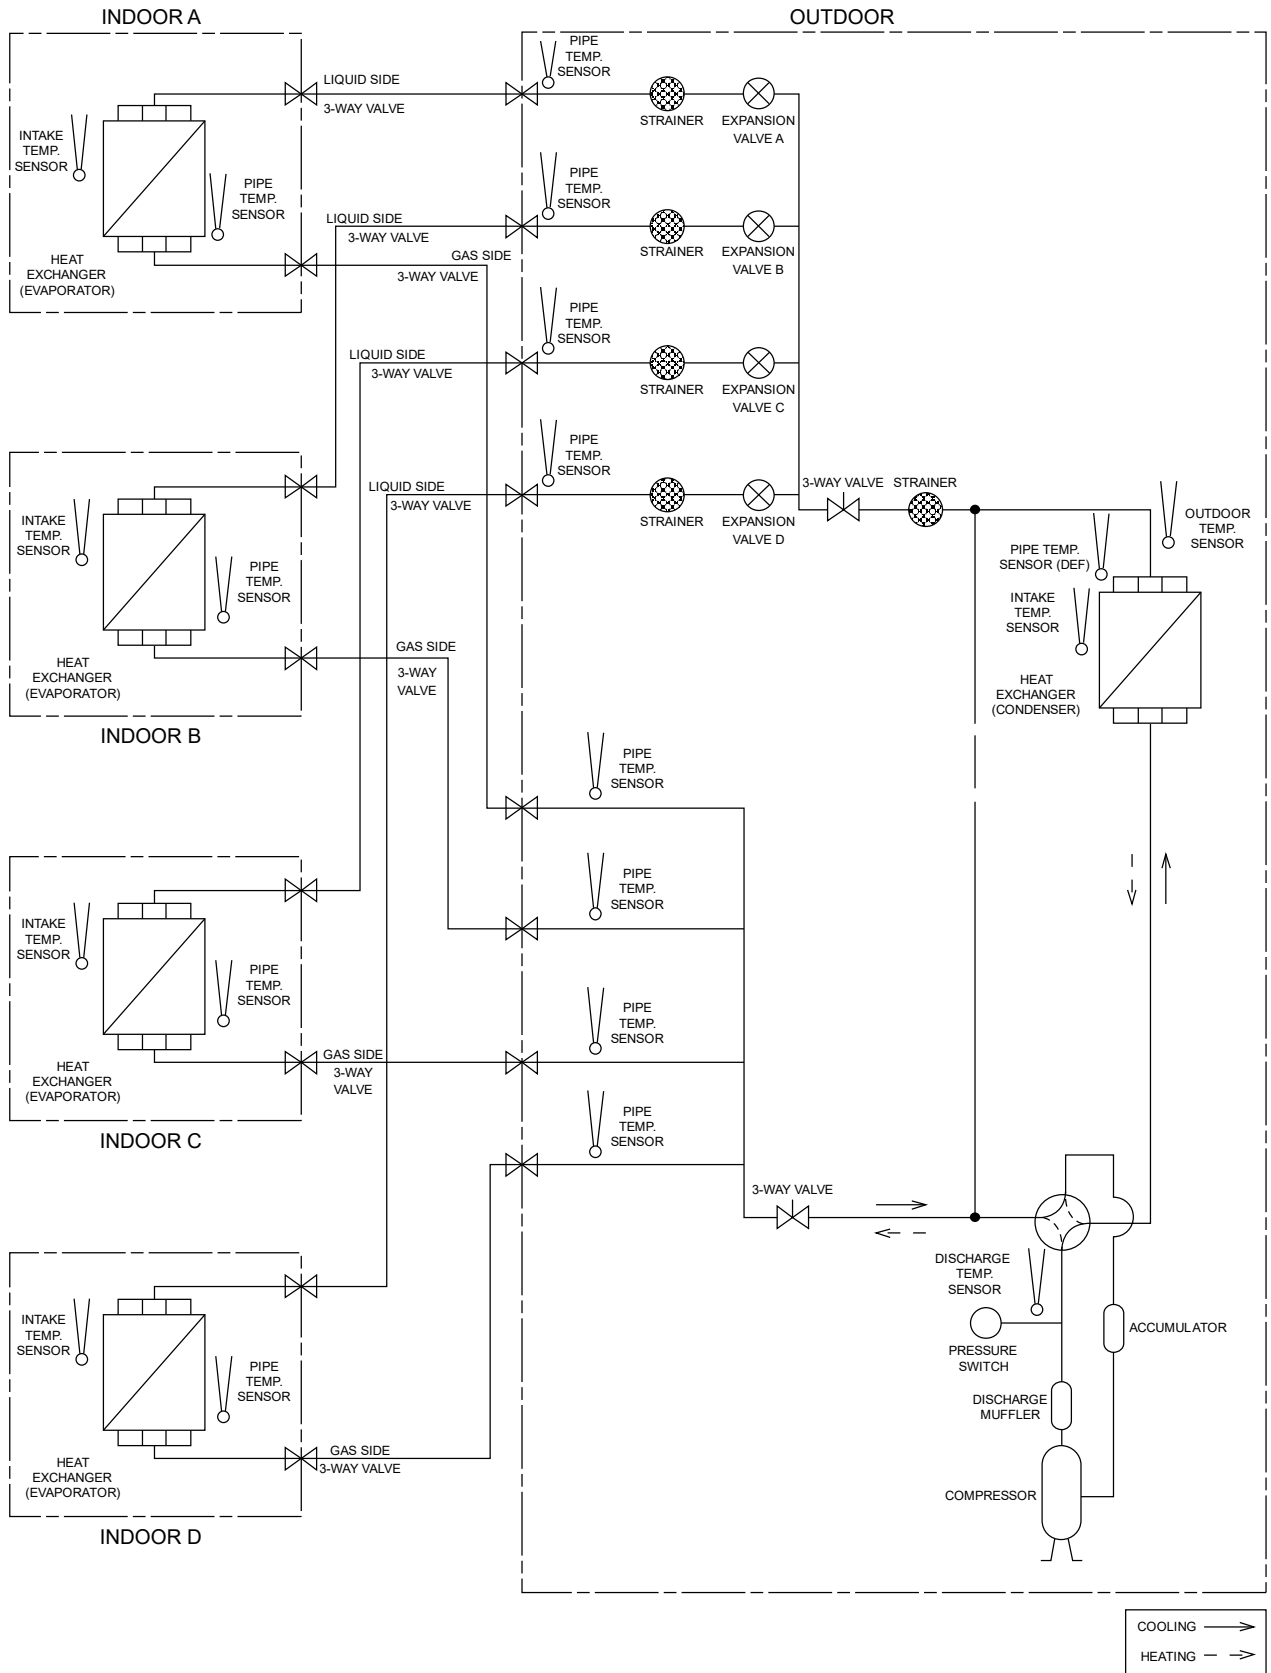 INDOOR A
OUTDOOR
LIQUID SIDE
3-WAY VALVE
PIPE
TEMP.
SENSOR
STRAINER
EXPANSION
VALVE A
INTAKE
TEMP.
SENSOR
PIPE
TEMP.
SENSOR
HEAT
EXCHANGER
(EVAPORATOR)
LIQUID SIDE
3-WAY VALVE
PIPE
TEMP.
SENSOR
STRAINER
EXPANSION
VALVE B
GAS SIDE
3-WAY VALVE
LIQUID SIDE
3-WAY VALVE
PIPE
TEMP.
SENSOR
STRAINER
EXPANSION
VALVE C
LIQUID SIDE
3-WAY VALVE
PIPE
TEMP.
SENSOR
STRAINER
EXPANSION
VALVE D
3-WAY VALVE
STRAINER
OUTDOOR
TEMP.
SENSOR
PIPE TEMP.
SENSOR (DEF)
INTAKE
TEMP.
SENSOR
HEAT
EXCHANGER
(CONDENSER)
INTAKE
TEMP.
SENSOR
PIPE
TEMP.
SENSOR
HEAT
EXCHANGER
(EVAPORATOR)
INDOOR B
GAS SIDE
3-WAY
VALVE
PIPE
TEMP.
SENSOR
PIPE
TEMP.
SENSOR
INTAKE
TEMP.
SENSOR
PIPE
TEMP.
SENSOR
HEAT
EXCHANGER
(EVAPORATOR)
INDOOR C
GAS SIDE
3-WAY
VALVE
PIPE
TEMP.
SENSOR
PIPE
TEMP.
SENSOR
3-WAY VALVE
DISCHARGE
TEMP.
SENSOR
PRESSURE
SWITCH
ACCUMULATOR
DISCHARGE
MUFFLER
COMPRESSOR
INTAKE
TEMP.
SENSOR
PIPE
TEMP.
SENSOR
HEAT
EXCHANGER
(EVAPORATOR)
GAS SIDE
3-WAY VALVE
INDOOR D
COOLING
HEATING